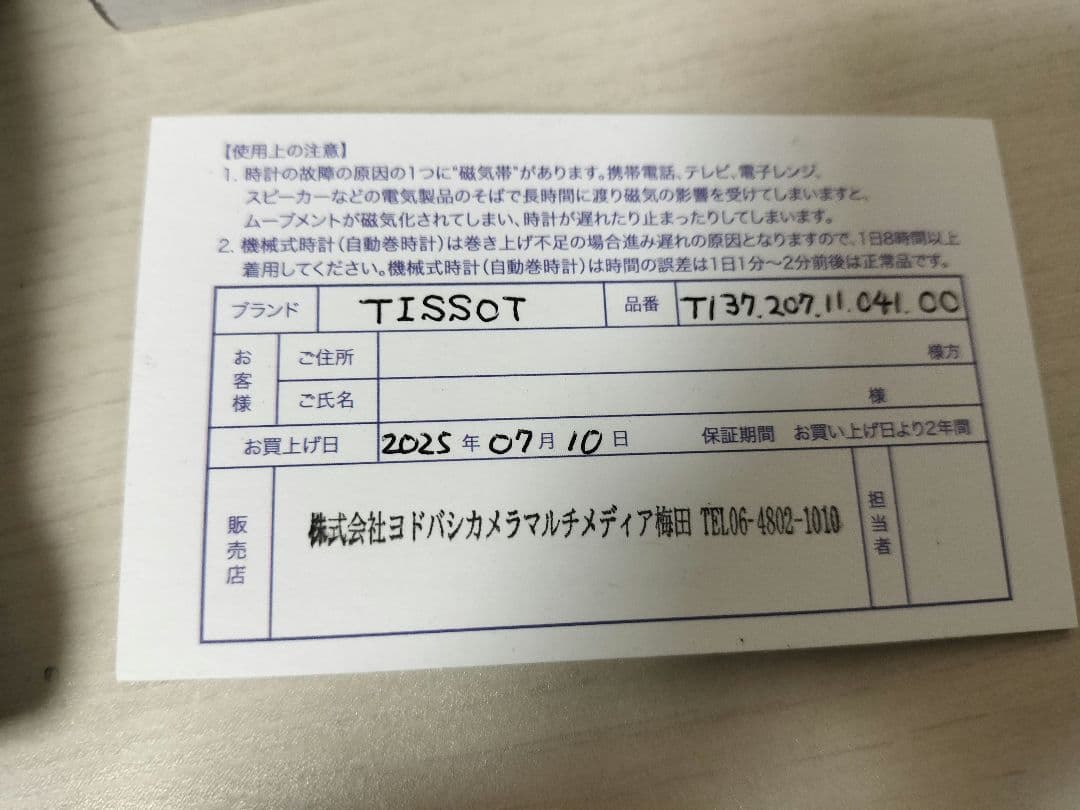 【使用上の注意】
1. 時計の故障の原因の1つに"磁気帯"があります。携帯電話、テレビ、電子レンジ、
スピーカーなどの電気製品のそばで長時間に渡り磁気の影響を受けてしまいますと、
ムーブメントが磁気化されてしまい、時計が遅れたり止まったりしてしまいます。
2. 機械式時計(自動巻時計)は巻き上げ不足の場合進み遅れの原因となりますので、1日8時間以上
着用してください。機械式時計(自動巻時計)は時間の誤差は1日1分～2分前後は正常品です。
ブランド TISSOT 品番 T137.207.11.041.00
お客様 ご住所 様方
ご氏名 様
お買上げ日 2025 年 07 月 10 日 保証期間 お買い上げ日より2年間
販売店 株式会社ヨドバシカメラマルチメディア梅田 TEL06-4802-1010 担当者